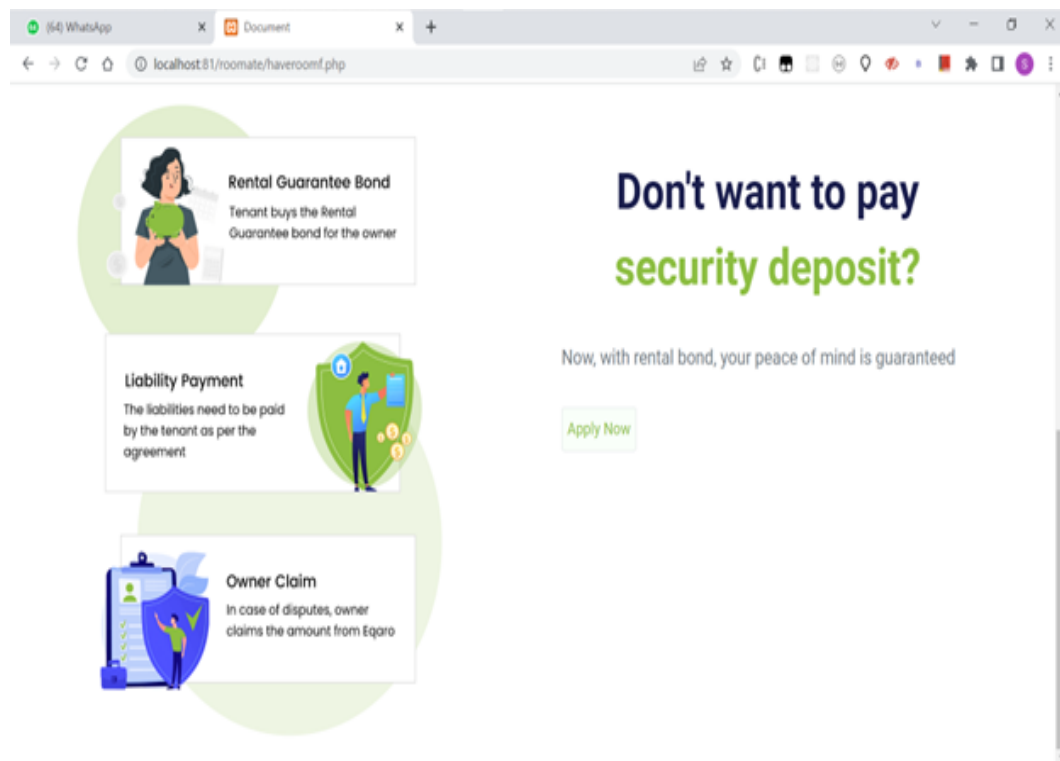 (64) WhatsApp
Document
localhost:81/roomate/haveroomf.php
S
Rental Guarantee Bond
Tenant buys the Rental
Guarantee bond for the owner
Don't want to pay
security deposit?
Liability Payment
The liabilities need to be paid
by the tenant as per the
agreement
Now, with rental bond, your peace of mind is guaranteed
Apply Now
Owner Claim
In case of disputes, owner
claims the amount from Eqaro